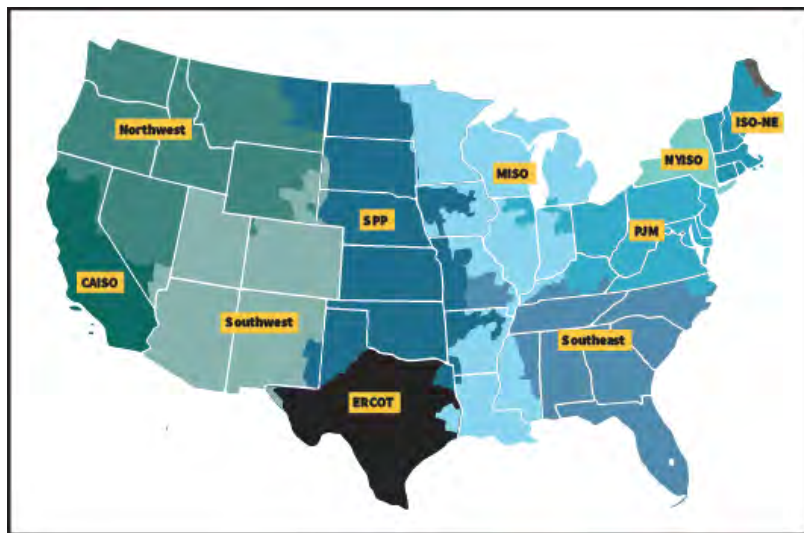 Northwest
ISO-NE
NYISO
MISO
SPP
PJM
CAISO
Southwest
Southeast
ERCOT